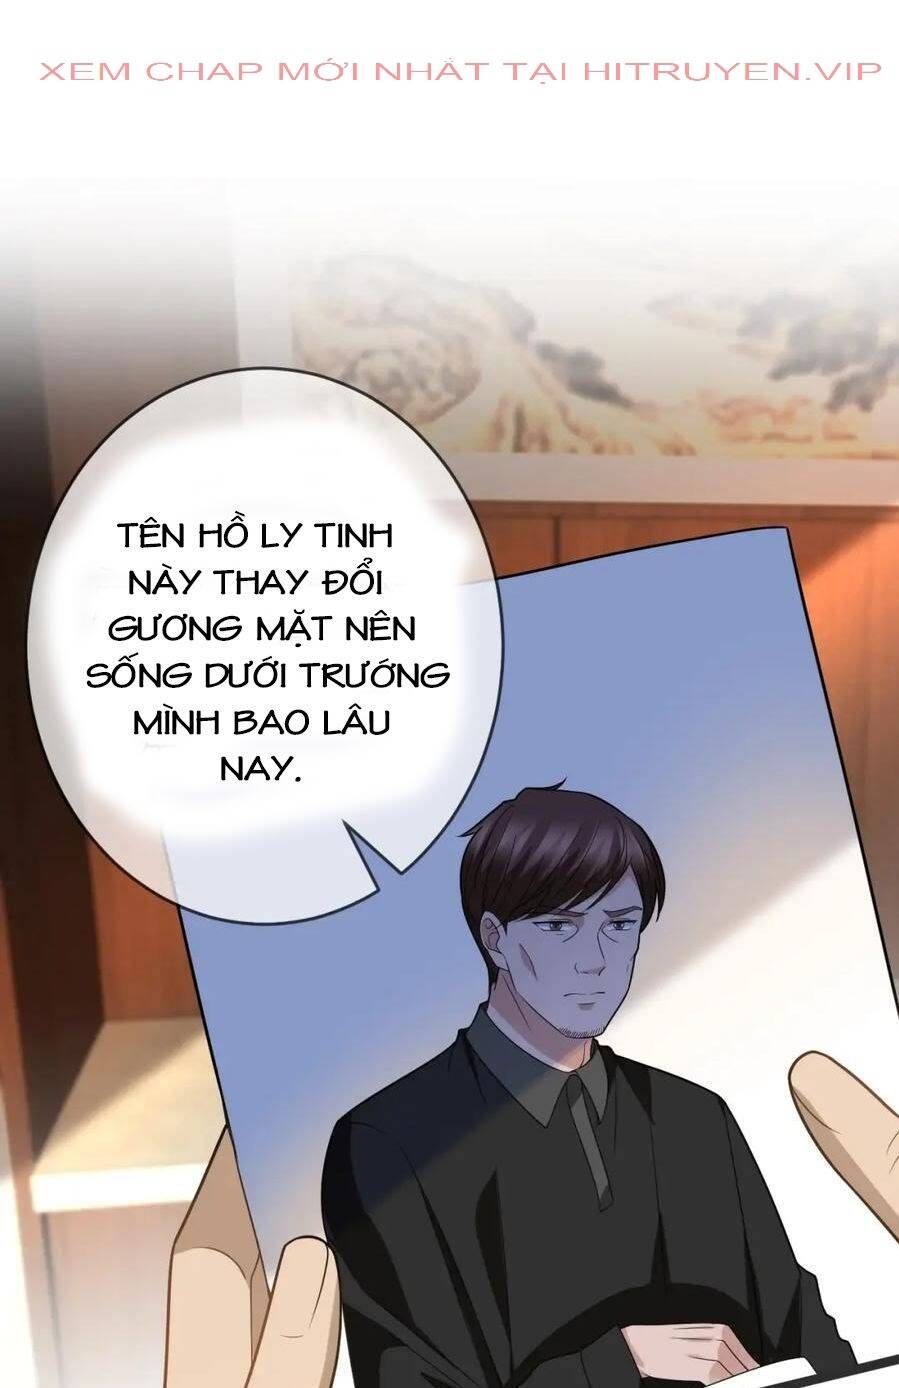 XEM CHAP MỚI NHẤT TẠI HITRUYEN.VIP
TÊN HỒ LY TINH
NÀY THAY ĐỔI
GƯƠNG MẶT NÊN
SỐNG DƯỚI TRƯỚNG
MÌNH BAO LÂU
NAY.